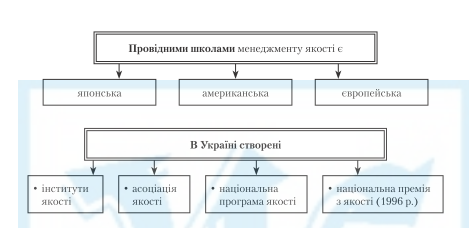 Провідними школами менеджменту якості є
японська
американська
європейська
В Україні створені
• інститути
якості
• асоціація
якості
• національна
програма якості
• національна премія
з якості (1996 р.)